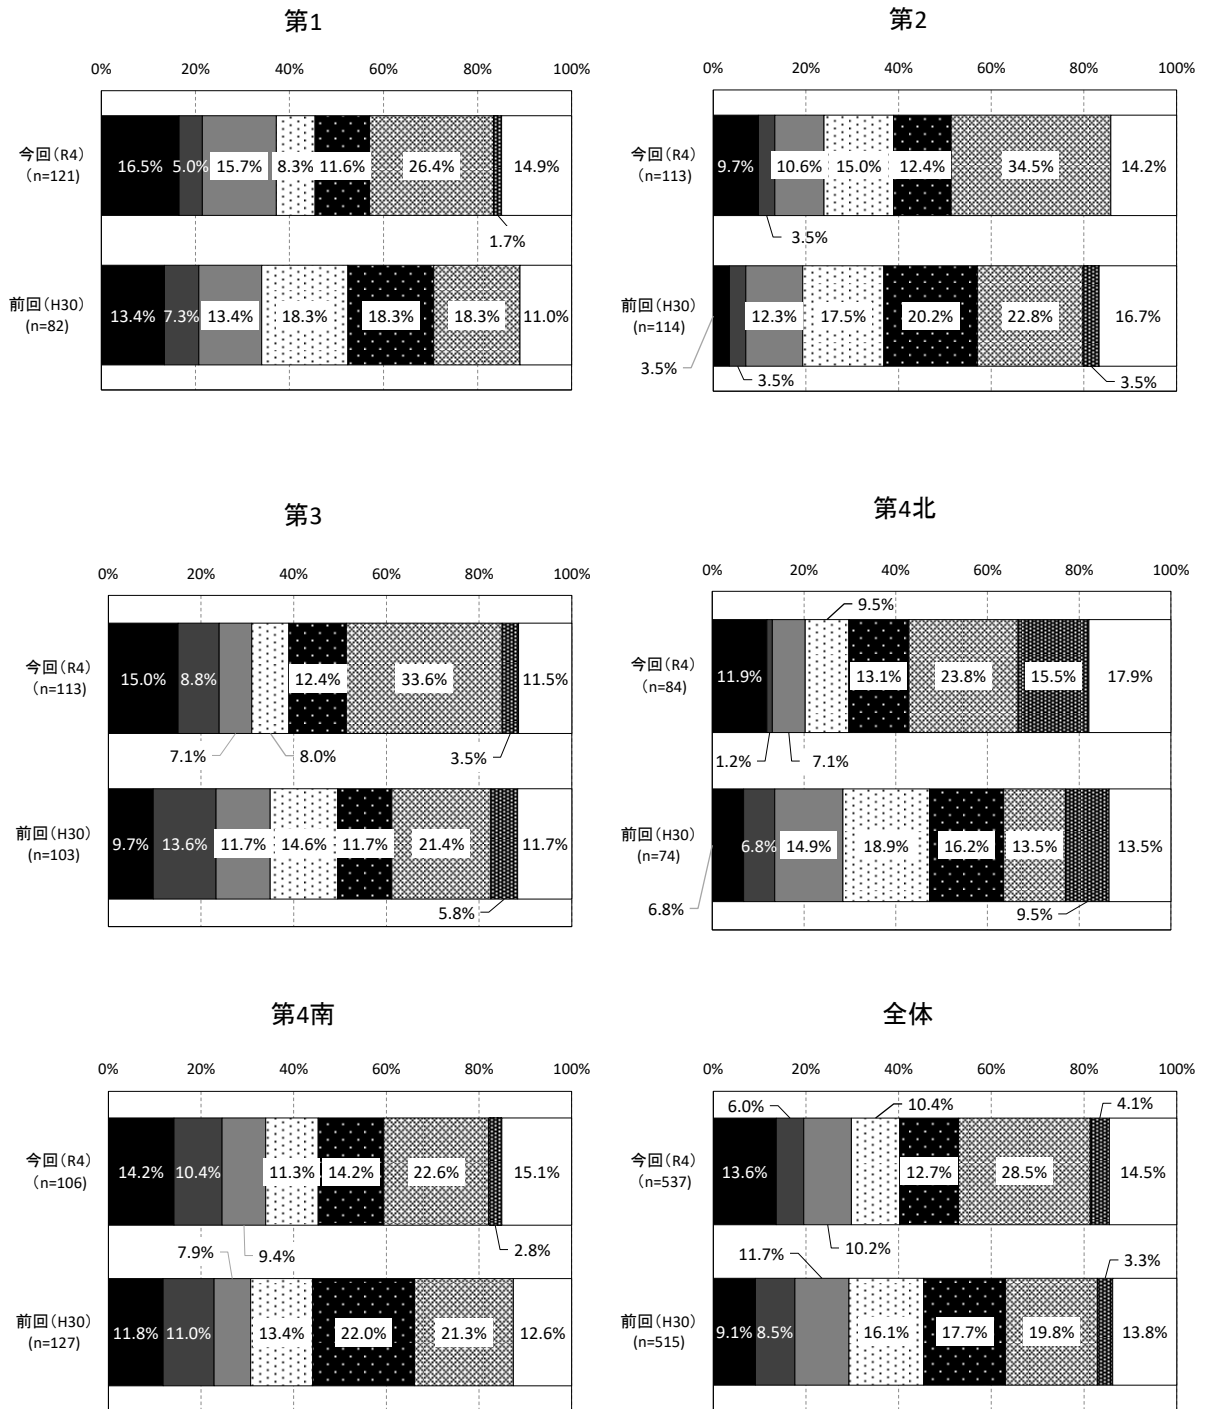 第1
0% 20% 40% 60% 80% 100%
今回(R4)
(n=121)
16.5% 5.0% 15.7% 8.3% 11.6% 26.4% 14.9%
1.7%
前回(H30)
(n=82)
13.4% 7.3% 13.4% 18.3% 18.3% 18.3% 11.0%
第2
0% 20% 40% 60% 80% 100%
今回(R4)
(n=113)
9.7% 10.6% 15.0% 12.4% 34.5% 14.2%
3.5%
前回(H30)
(n=114)
12.3% 17.5% 20.2% 22.8% 16.7%
3.5%
3.5% 3.5%
第3
0% 20% 40% 60% 80% 100%
今回(R4)
(n=113)
15.0% 8.8% 12.4% 33.6% 11.5%
7.1% 8.0% 3.5%
前回(H30)
(n=103)
9.7% 13.6% 11.7% 14.6% 11.7% 21.4% 11.7%
5.8%
第4北
0% 20% 40% 60% 80% 100%
9.5%
今回(R4)
(n=84)
11.9% 13.1% 23.8% 15.5% 17.9%
1.2% 7.1%
前回(H30)
(n=74)
6.8% 14.9% 18.9% 16.2% 13.5% 13.5%
6.8% 9.5%
第4南
0% 20% 40% 60% 80% 100%
今回(R4)
(n=106)
14.2% 10.4% 11.3% 14.2% 22.6% 15.1%
7.9% 9.4% 2.8%
前回(H30)
(n=127)
11.8% 11.0% 13.4% 22.0% 21.3% 12.6%
全体
0% 20% 40% 60% 80% 100%
6.0% 10.4% 4.1%
今回(R4)
(n=537)
13.6% 12.7% 28.5% 14.5%
10.2%
11.7% 3.3%
前回(H30)
(n=515)
9.1% 8.5% 16.1% 17.7% 19.8% 13.8%